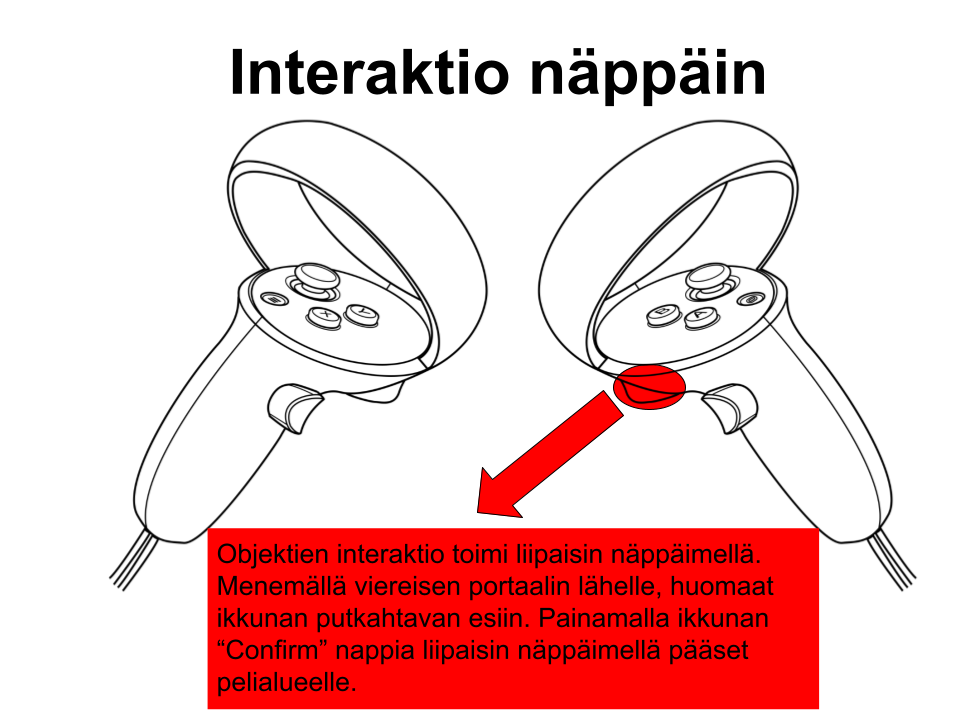 Interaktio näppäin
X
Y
B
A
Objektien interaktio toimi liipaisin näppäimellä.
Menemällä viereisen portaalin lähelle, huomaat
ikkunan putkahtavan esiin. Painamalla ikkunan
“Confirm” nappia liipaisin näppäimellä pääset
pelialueelle.